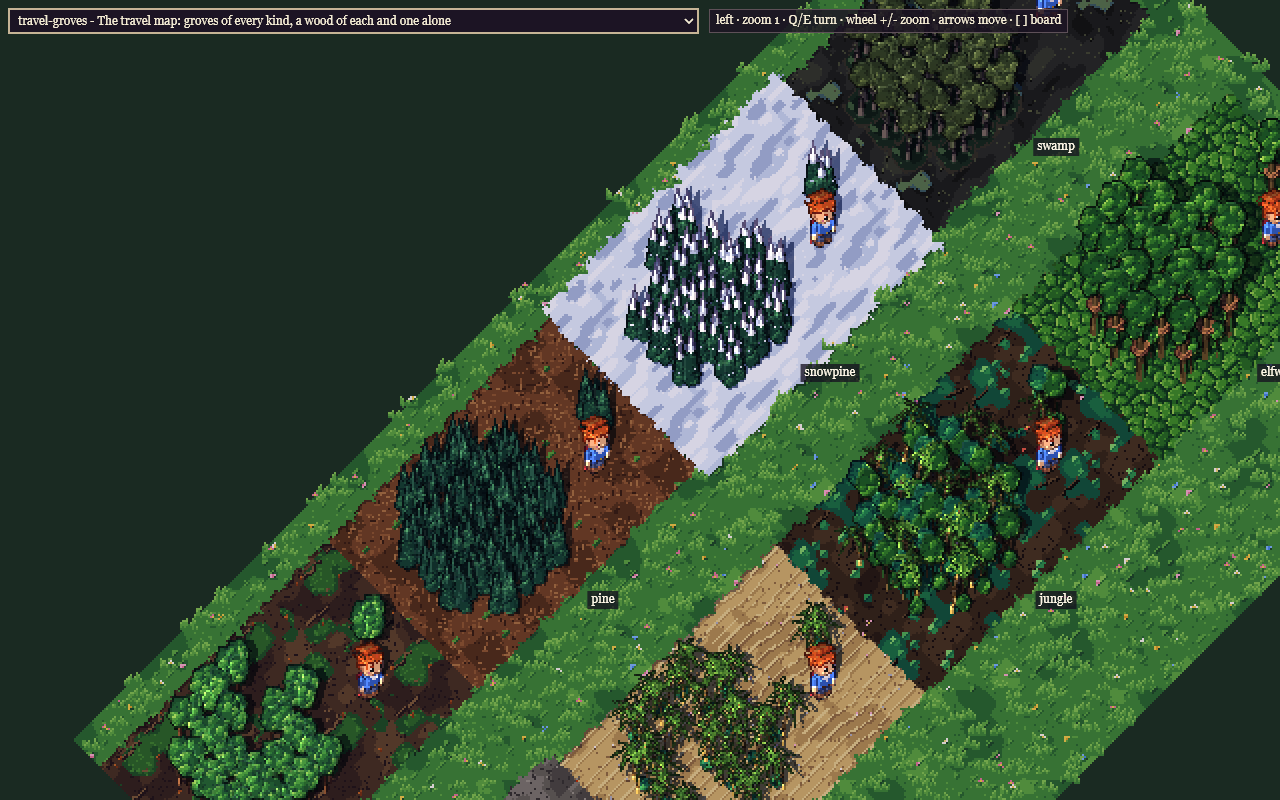 travel-groves - The travel map: groves of every kind, a wood of each and one alone
left · zoom 1 · Q/E turn · wheel +/- zoom · arrows move · [ ] board
swamp
snowpine
elfw
pine
jungle